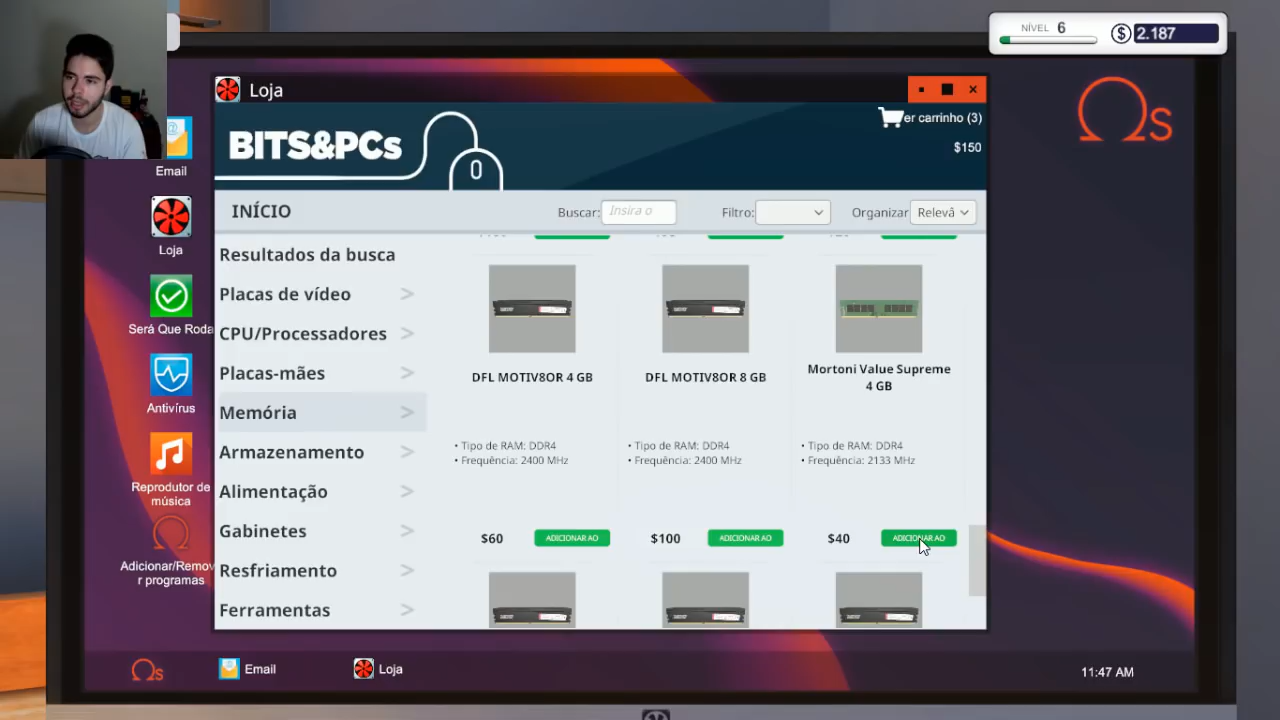 NÍVEL 6
$ 2.187
Loja
BITS&PCs
er carrinho (3)
$150
INÍCIO
Buscar:
Insira o
Filtro:
Organizar
Relevâ
Resultados da busca
Placas de vídeo >
CPU/Processadores >
Placas-mães >
Memória >
Armazenamento >
Alimentação >
Gabinetes >
Resfriamento >
Ferramentas >
DFL MOTIV8OR 4 GB
• Tipo de RAM: DDR4
• Frequência: 2400 MHz
$60
ADICIONAR AO
DFL MOTIV8OR 8 GB
• Tipo de RAM: DDR4
• Frequência: 2400 MHz
$100
ADICIONAR AO
Mortoni Value Supreme
4 GB
• Tipo de RAM: DDR4
• Frequência: 2133 MHz
$40
ADICIONAR AO
Email
Loja
Será Que Roda
Antivírus
Reprodutor de
música
Adicionar/Remov
r programas
Ωs
Ωs
Email
Loja
11:47 AM